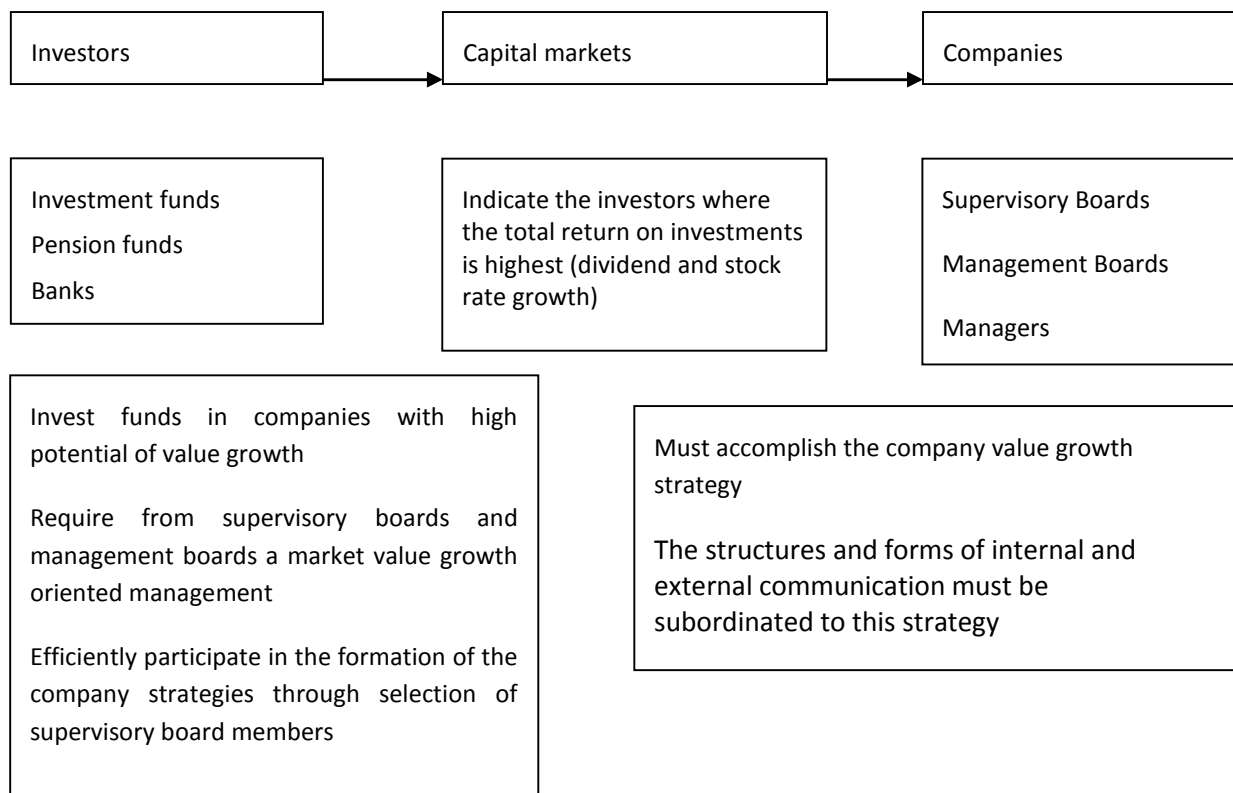 Investors
Capital markets
Companies
Investment funds
Pension funds
Banks
Indicate the investors where
the total return on investments
is highest (dividend and stock
rate growth)
Supervisory Boards
Management Boards
Managers
Invest funds in companies with high
potential of value growth
Require from supervisory boards and
management boards a market value growth
oriented management
Efficiently participate in the formation of the
company strategies through selection of
supervisory board members
Must accomplish the company value growth
strategy
The structures and forms of internal and
external communication must be
subordinated to this strategy